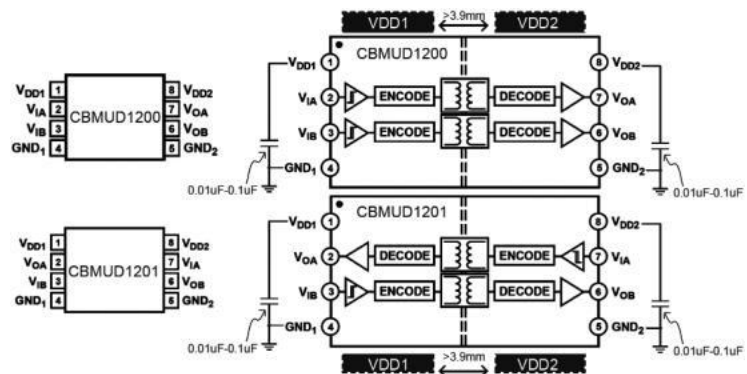 VDD1 >3.9mm VDD2
CBMUD1200
VDD1 1 8 VDD2
VIA 2 7 VOA
VIB 3 6 VOB
GND1 4 5 GND2
CBMUD1200
VDD1 1 8 VDD2
VIA 2 ENCODE DECODE 7 VOA
VIB 3 ENCODE DECODE 6 VOB
GND1 4 5 GND2
0.01uF-0.1uF 0.01uF-0.1uF
CBMUD1201
VDD1 1 8 VDD2
VOA 2 7 VIA
VIB 3 6 VOB
GND1 4 5 GND2
CBMUD1201
VDD1 1 8 VDD2
VOA 2 DECODE ENCODE 7 VIA
VIB 3 ENCODE DECODE 6 VOB
GND1 4 5 GND2
0.01uF-0.1uF 0.01uF-0.1uF
VDD1 >3.9mm VDD2